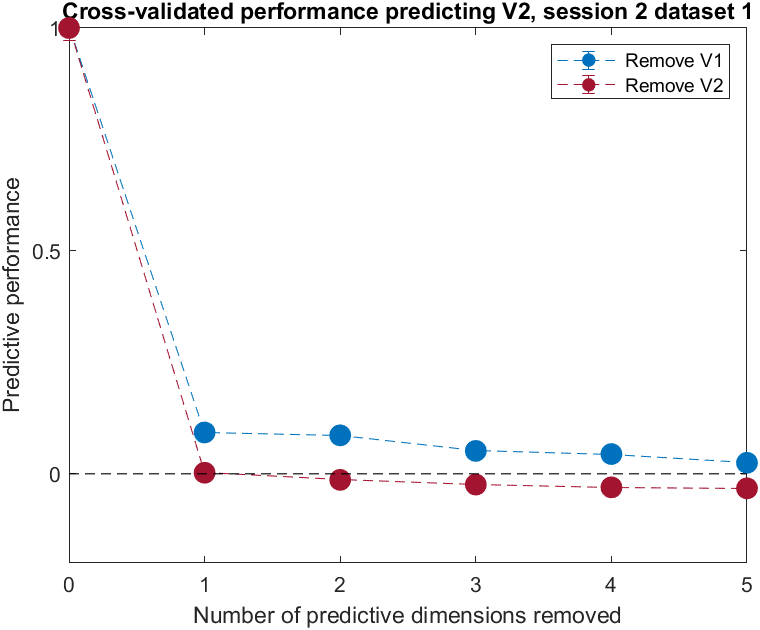 Cross-validated performance predicting V2, session 2 dataset 1
1
Remove V1
Remove V2
Predictive performance
0.5
0
0 1 2 3 4 5
Number of predictive dimensions removed